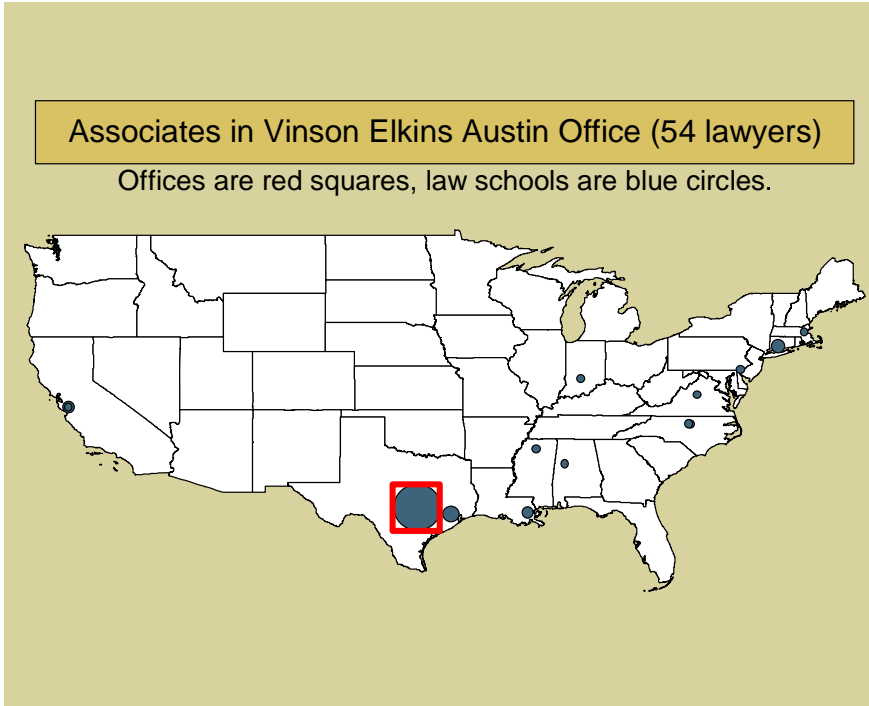 Associates in Vinson Elkins Austin Office (54 lawyers)
Offices are red squares, law schools are blue circles.